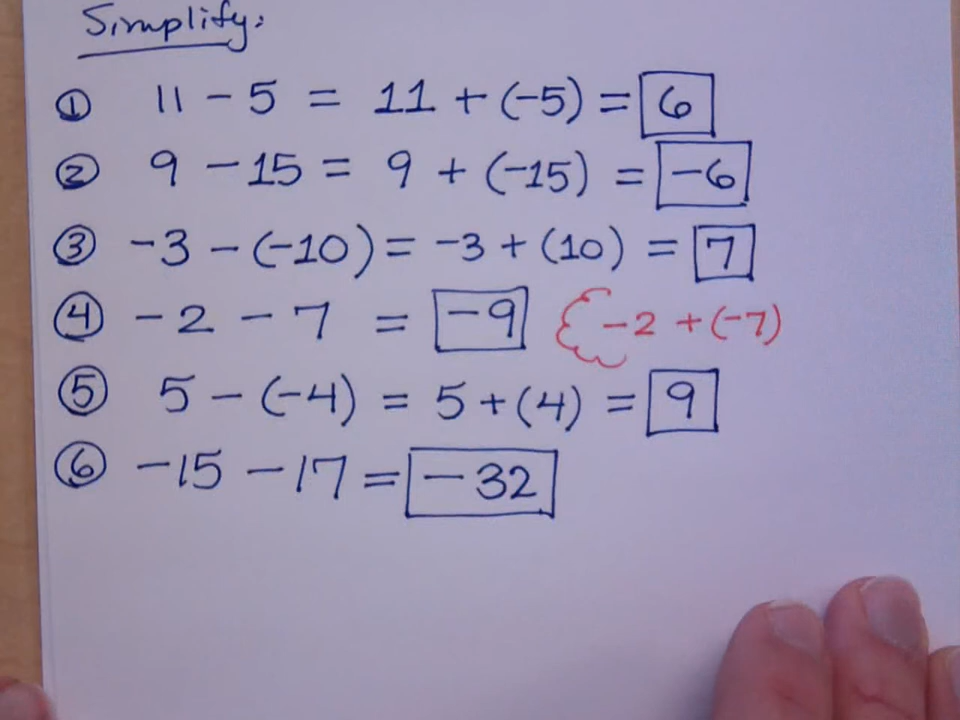 Simplify:
① 11 - 5 = 11 + (-5) = 6
② 9 - 15 = 9 + (-15) = -6
③ -3 - (-10) = -3 + (10) = 7
④ -2 - 7 = -9 -2 + (-7)
⑤ 5 - (-4) = 5 + (4) = 9
⑥ -15 - 17 = -32